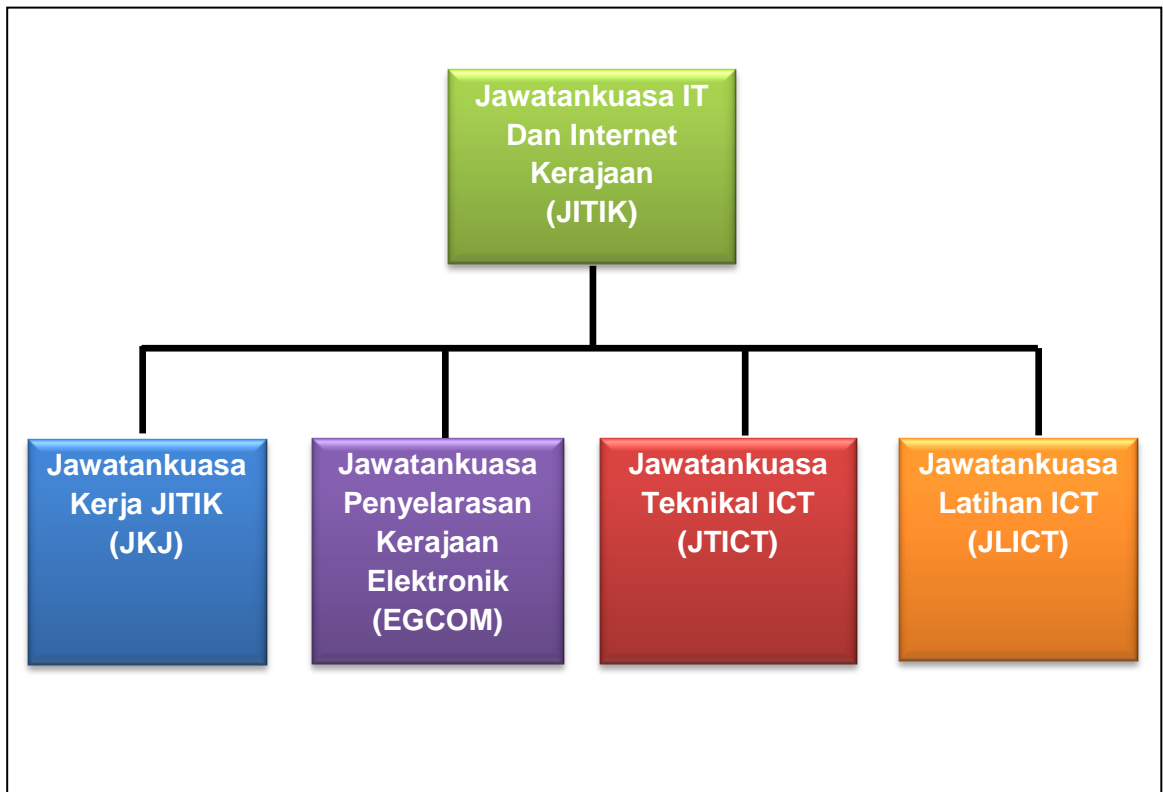 Jawatankuasa IT
Dan Internet
Kerajaan
(JITIK)
Jawatankuasa
Kerja JITIK
(JKJ)
Jawatankuasa
Penyelarasan
Kerajaan
Elektronik
(EGCOM)
Jawatankuasa
Teknikal ICT
(JTICT)
Jawatankuasa
Latihan ICT
(JLICT)